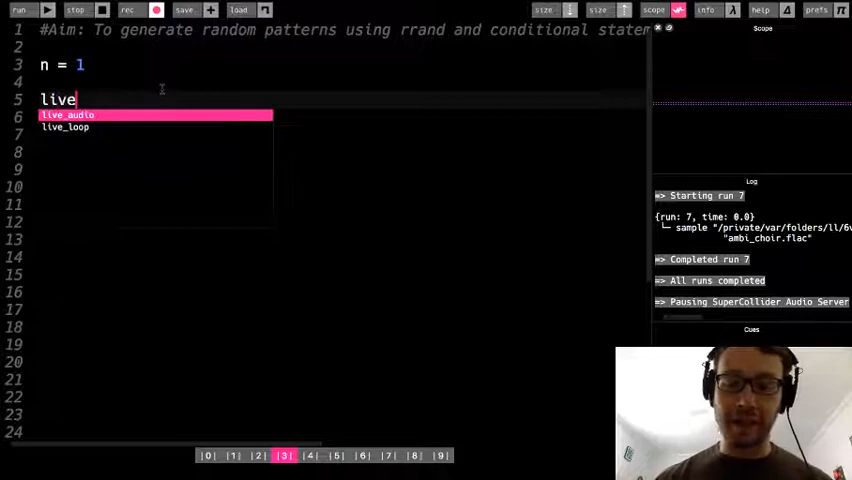 run stop rec save load size size scope info help prefs
1 #Aim: To generate random patterns using rrand and conditional statem
2
3 n = 1
4
5 live
6
7
8
9
10
11
12
13
14
15
16
17
18
19
20
21
22
23
24
live_audio
live_loop
|0| |1| |2| |3| |4| |5| |6| |7| |8| |9|
Scope
Log
=> Starting run 7
{run: 7, time: 0.0}
└─ sample "/private/var/folders/ll/6v
"ambi_choir.flac"
=> Completed run 7
=> All runs completed
=> Pausing SuperCollider Audio Server
Cues